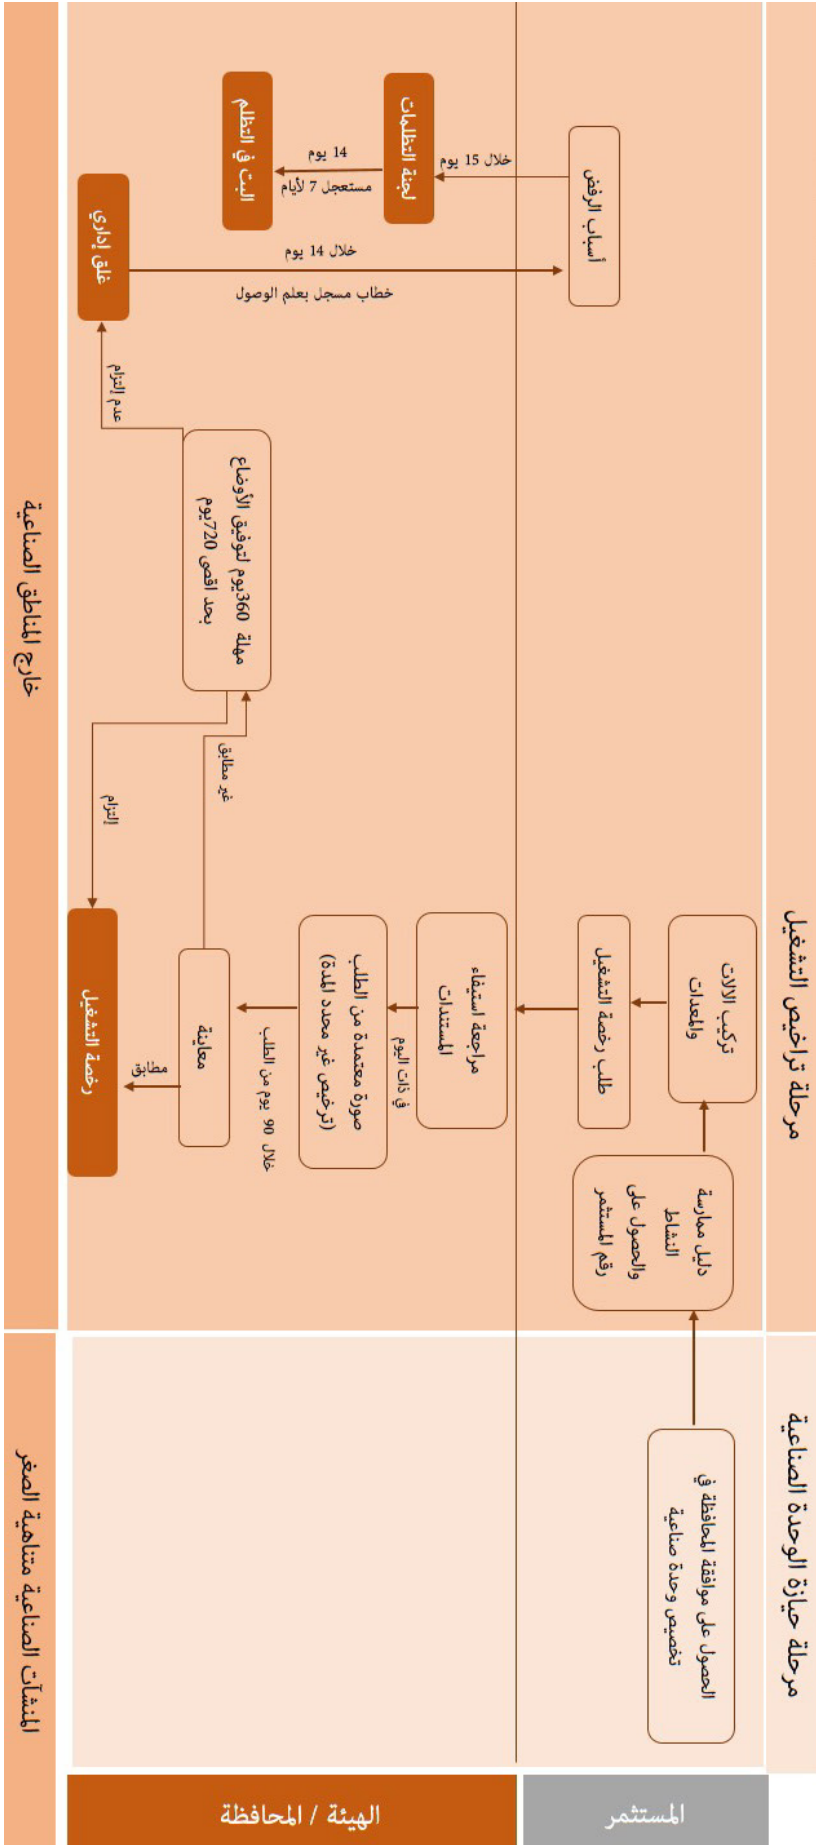 مرحلة حيازة الوحدة الصناعية
مرحلة تراخيص التشغيل
المستثمر
الهيئة / المحافظة
الحصول على موافقة المحافظة في
تخصيص وحدة صناعية
دليل ممارسة
النشاط
والحصول على
رقم المستثمر
تركيب الالات
والمعدات
طلب رخصة التشغيل
مراجعة استيفاء
المستندات
في ذات اليوم
صورة معتمدة من الطلب
(ترخيص غير محدد المدة)
خلال 90 يوم من الطلب
معاينة
مطابق
رخصة التشغيل
غير مطابق
مهلة 360يوم لتوفيق الأوضاع
بحد اقصى 720يوم
إلتزام
عدم إلتزام
غلق إداري
خلال 14 يوم
خطاب مسجل بعلم الوصول
أسباب الرفض
خلال 15 يوم
لجنة التظلمات
14 يوم
مستعجل 7 لأيام
البت في التظلم
المنشآت الصناعية متناهية الصغر
خارج المناطق الصناعية